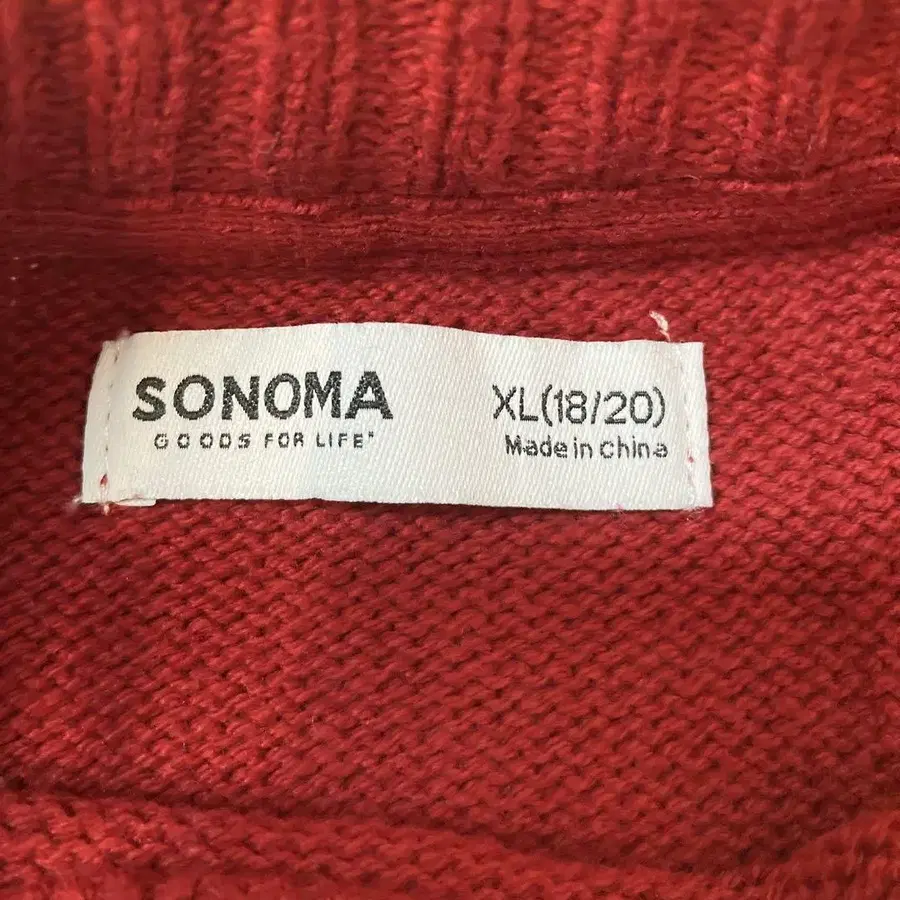 SONOMA
GOODS FOR LIFE®
XL(18/20)
Made in China